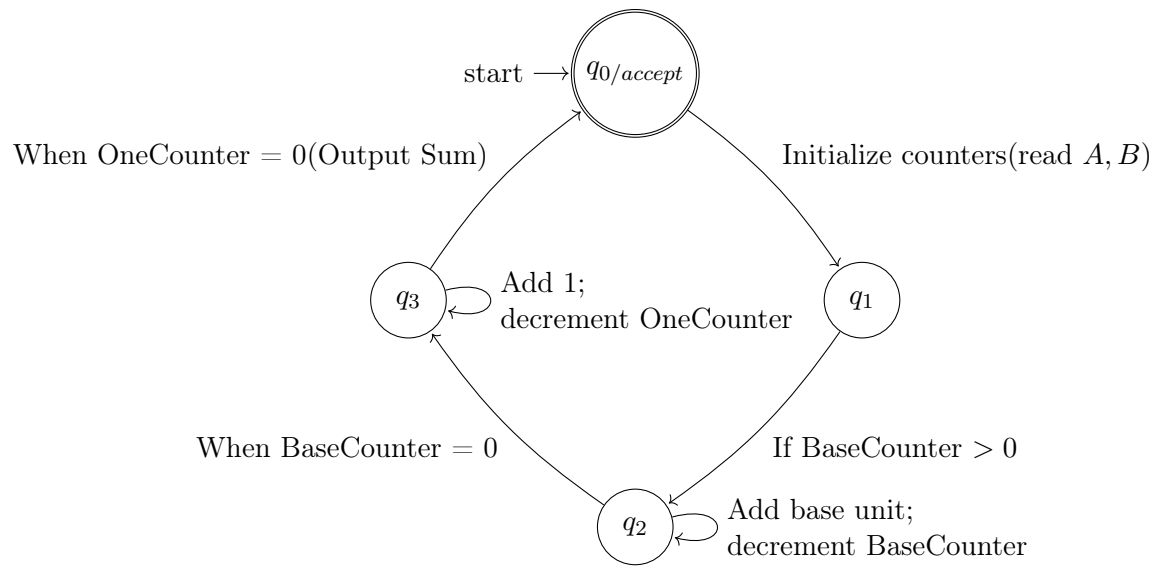 start
q0/accept
When OneCounter = 0(Output Sum)
Initialize counters(read A, B)
q3
Add 1;
decrement OneCounter
q1
When BaseCounter = 0
If BaseCounter > 0
q2
Add base unit;
decrement BaseCounter